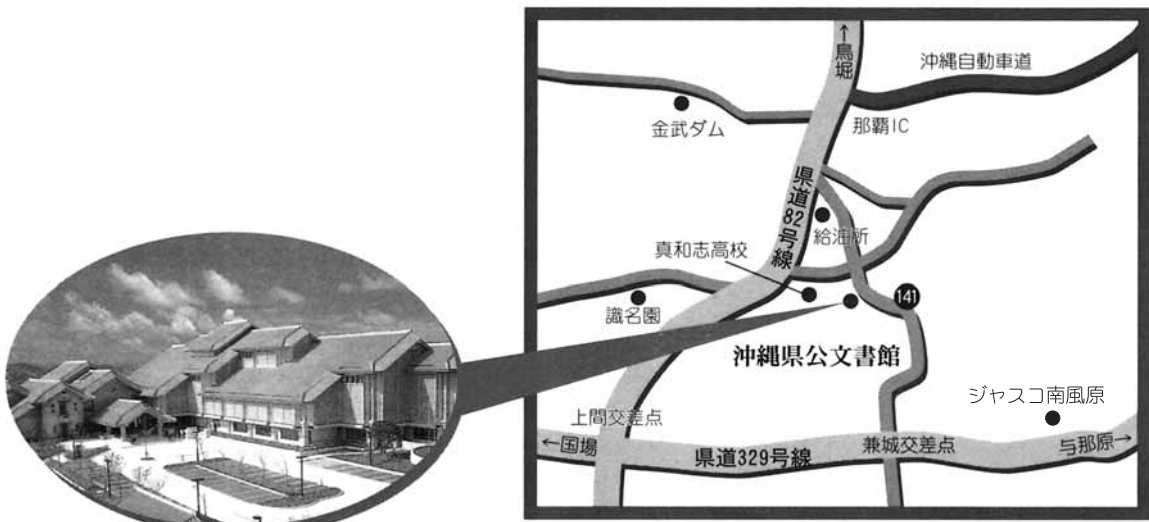 ↑鳥堀
沖縄自動車道
金武ダム
那覇IC
県道82号線
給油所
真和志高校
識名園
141
沖縄県公文書館
ジャスコ南風原
上間交差点
←国場
県道329号線
兼城交差点
与那原→